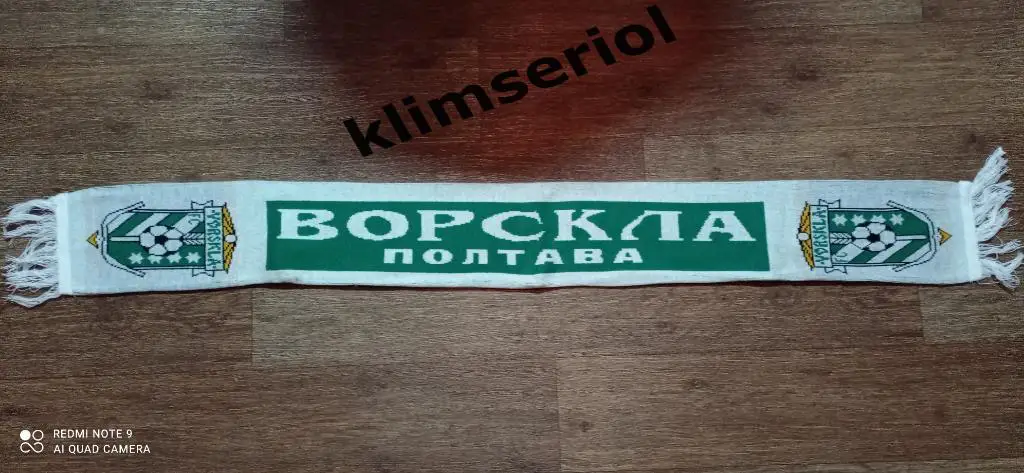 klimseriol
ВОРСКЛА
ПОЛТАВА
VORSKLA
VORSKLA
REDMI NOTE 9
AI QUAD CAMERA